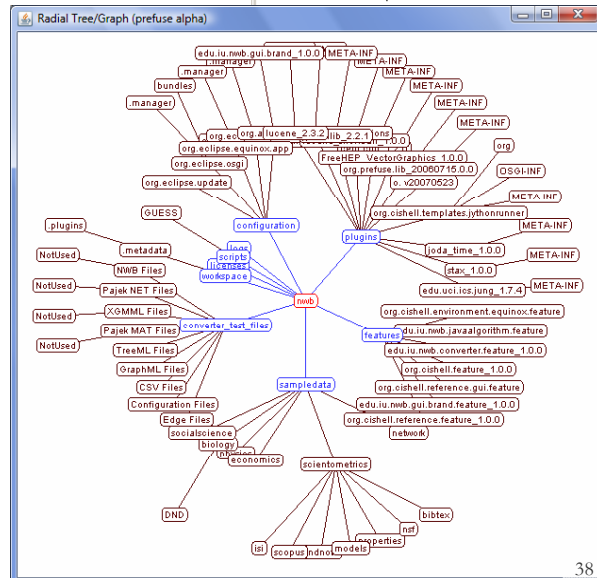 Radial Tree/Graph (prefuse alpha)
edu.iu.nwb.gui.brand_1.0.0
META-INF
.manager
META-INF
.manager
META-INF
bundles
META-INF
.manager
META-INF
lucene_2.3.2
lib_2.2.1
META-INF
org.eclipse.equinox.app
FreeHEP_VectorGraphics_1.0.0
org
org.eclipse.osgi
org.prefuse.lib_20060715.0.0
OSGI-INF
org.eclipse.update
o. v20070523
META-INF
GUESS
org.cishell.templates.jythonrunner
.plugins
configuration
plugins
META-INF
.metadata
logs
joda_time_1.0.0
NotUsed
scripts
META-INF
NWB Files
licenses
stax_1.0.0
NotUsed
workspace
edu.uci.ics.jung_1.7.4
META-INF
Pajek NET Files
nwb
org.cishell.environment.equinox.feature
NotUsed
XGMML Files
converter_test_files
features
edu.iu.nwb.javaalgorithm.feature
NotUsed
Pajek MAT Files
edu.iu.nwb.converter.feature_1.0.0
TreeML Files
org.cishell.reference.gui.feature
GraphML Files
sampledata
CSV Files
edu.iu.nwb.gui.brand.feature_1.0.0
Configuration Files
org.cishell.reference.feature_1.0.0
Edge Files
network
socialscience
biology
physics
economics
scientometrics
DND
bibtex
nsf
properties
isi
scopus
models
38